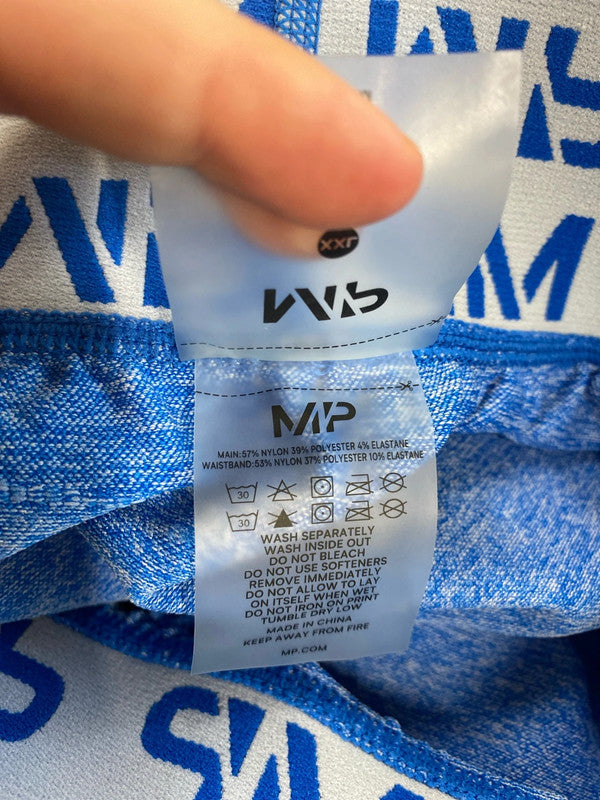 XXL
MP
MP
MAIN:57% NYLON 39% POLYESTER 4% ELASTANE
WAISTBAND:53% NYLON 37% POLYESTER 10% ELASTANE
30
30
WASH SEPARATELY
WASH INSIDE OUT
DO NOT BLEACH
DO NOT USE SOFTENERS
REMOVE IMMEDIATELY
DO NOT ALLOW TO LAY
ON ITSELF WHEN WET
DO NOT IRON ON PRINT
TUMBLE DRY LOW
MADE IN CHINA
KEEP AWAY FROM FIRE
MP.COM